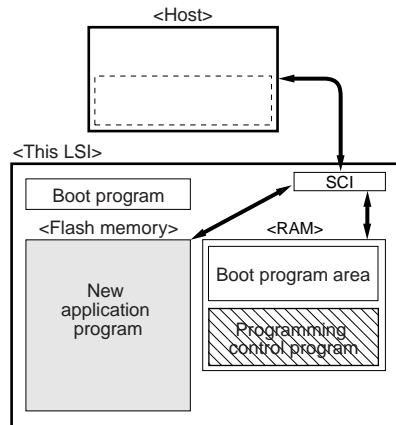 <Host>
<This LSI>
SCI
Boot program
<Flash memory>
<RAM>
New
application
program
Boot program area
Programming
control program